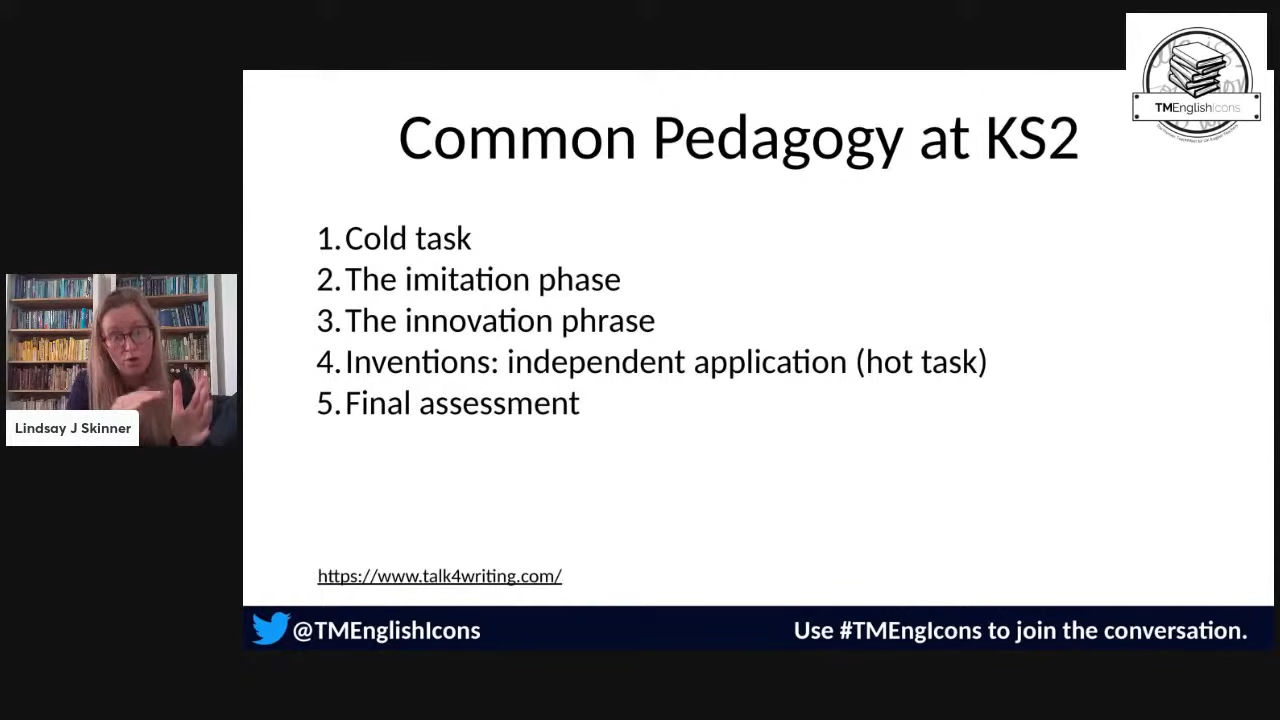 TMEnglishIcons
Common Pedagogy at KS2
1. Cold task
2. The imitation phase
3. The innovation phrase
4. Inventions: independent application (hot task)
5. Final assessment
Lindsay J Skinner
https://www.talk4writing.com/
@TMEnglishIcons
Use #TMEngIcons to join the conversation.